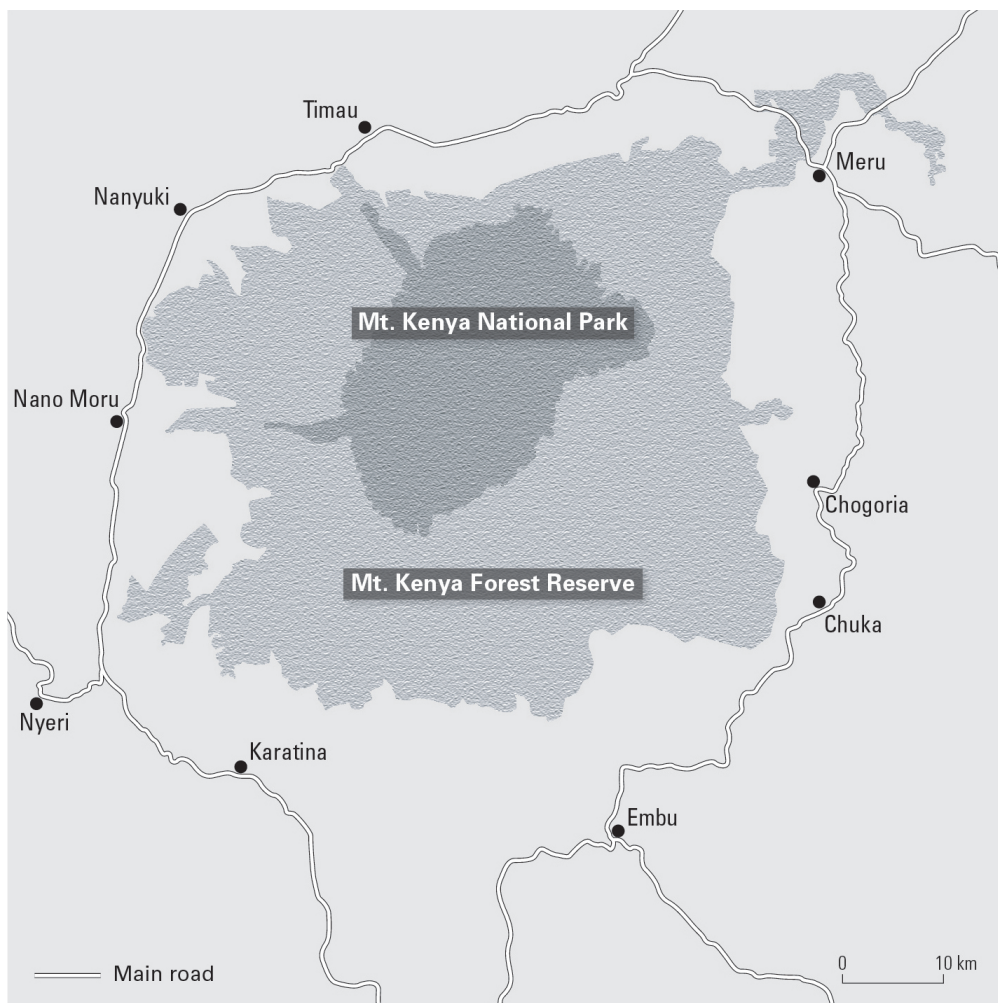 Timau
Meru
Nanyuki
Mt. Kenya National Park
Nano Moru
Chogoria
Mt. Kenya Forest Reserve
Chuka
Nyeri
Karatina
Embu
Main road
0 10 km